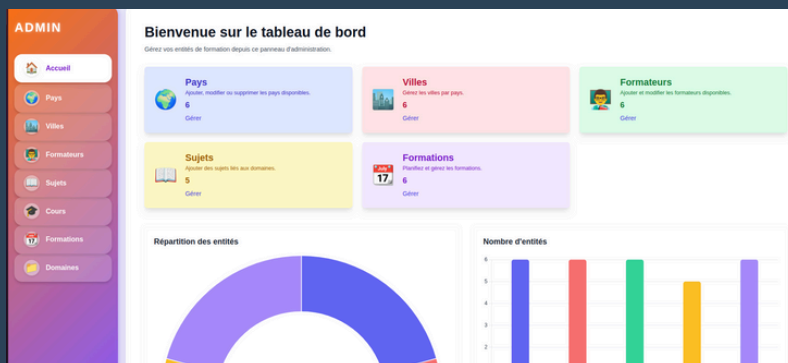 ADMIN
Accueil
Pays
Villes
Formateurs
Sujets
Cours
Formations
Domaines
Bienvenue sur le tableau de bord
Gérez vos entités de formation depuis ce panneau d'administration.
Pays
Ajouter, modifier ou supprimer les pays disponibles.
6
Gérer
Villes
Gérez les villes par pays.
6
Gérer
Formateurs
Ajouter et modifier les formateurs disponibles.
6
Gérer
Sujets
Ajouter des sujets liés aux domaines.
5
Gérer
July
17
Formations
Planifiez et gérez les formations.
6
Gérer
Répartition des entités
Nombre d'entités
6
5
4
3
2